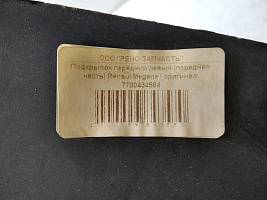 ООО "РЕНО-ЗАПЧАСТЬ"
Подкрылок передний левый (передняя
часть) Renault Megane I оригинал
7700434564